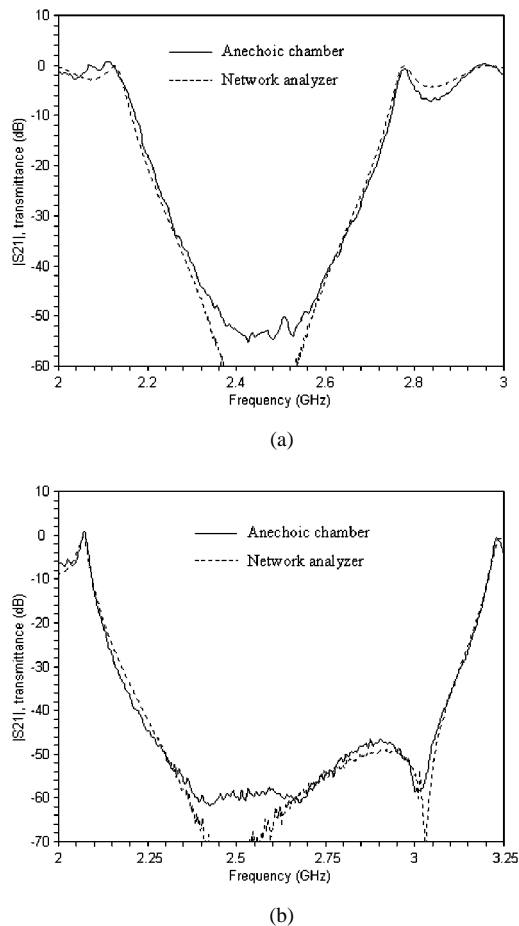 10
0
-10
-20
-30
-40
-50
-60
|S21|, transmittance (dB)
Anechoic chamber
Network analyzer
2
2.2
2.4
2.6
2.8
3
Frequency (GHz)
(a)
10
0
-10
-20
-30
-40
-50
-60
-70
|S21|, transmittance (dB)
Anechoic chamber
Network analyzer
2
2.25
2.5
2.75
3
3.25
Frequency (GHz)
(b)